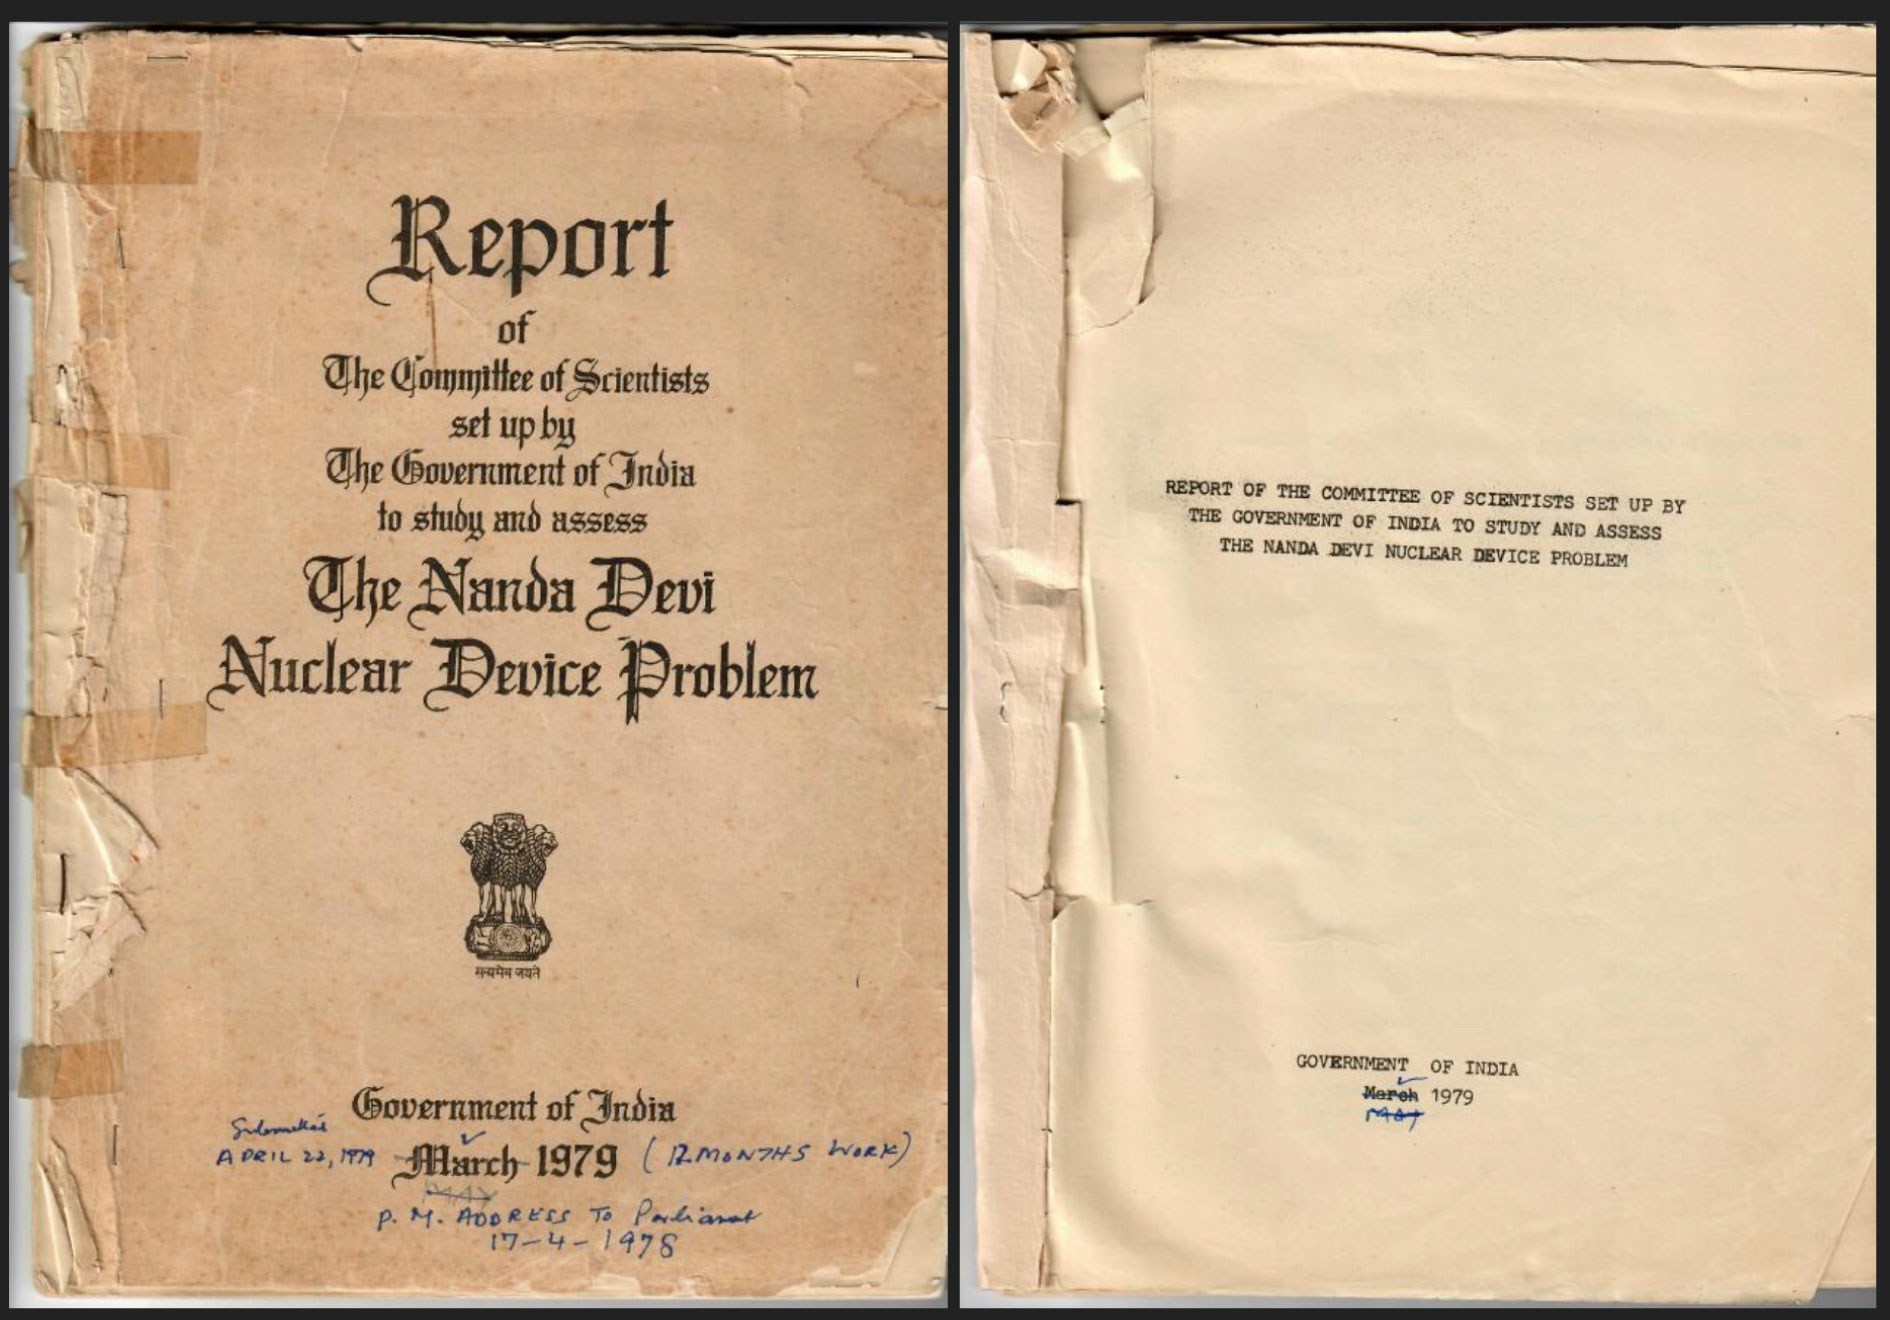 Report
of
The Committee of Scientists
set up by
The Government of India
to study and assess
The Nanda Devi
Nuclear Device Problem
सत्यमेव जयते
Government of India
APRIL 22, 1979 March 1979 (12 MONTHS WORK)
MAY
P. M. ADDRESS TO Parliament
17-4-1978
REPORT OF THE COMMITTEE OF SCIENTISTS SET UP BY
THE GOVERNMENT OF INDIA TO STUDY AND ASSESS
THE NANDA DEVI NUCLEAR DEVICE PROBLEM
GOVERNMENT OF INDIA
March 1979
MAY